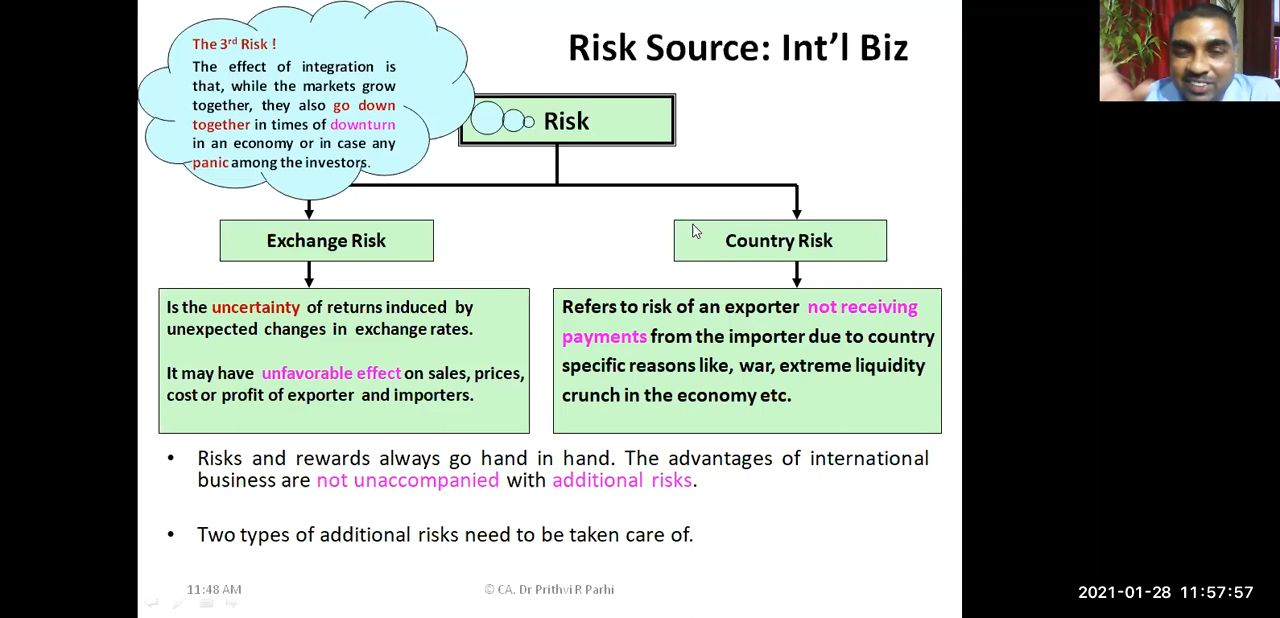 The 3rd Risk !
The effect of integration is
that, while the markets grow
together, they also go down
together in times of downturn
in an economy or in case any
panic among the investors.
Risk Source: Int'l Biz
Risk
Exchange Risk
Country Risk
Is the uncertainty of returns induced by
unexpected changes in exchange rates.
It may have unfavorable effect on sales, prices,
cost or profit of exporter and importers.
Refers to risk of an exporter not receiving
payments from the importer due to country
specific reasons like, war, extreme liquidity
crunch in the economy etc.
• Risks and rewards always go hand in hand. The advantages of international
business are not unaccompanied with additional risks.
• Two types of additional risks need to be taken care of.
11:48 AM
© CA. Dr Prithvi R Parhi
2021-01-28 11:57:57